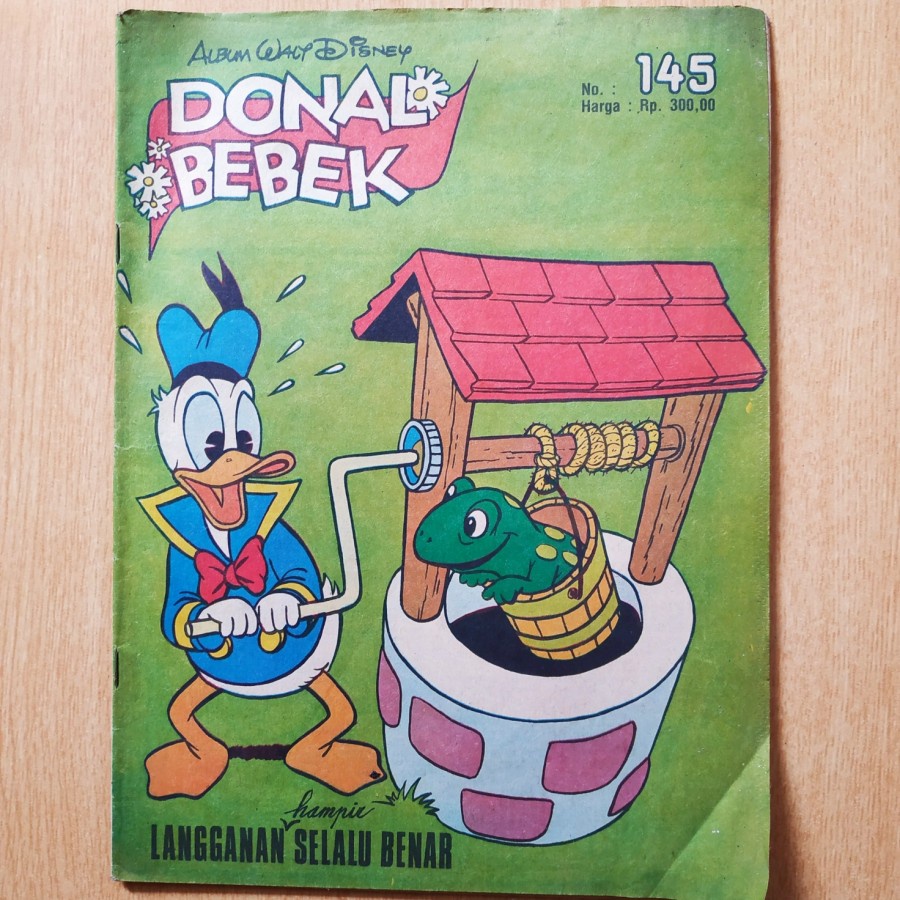 Album Walt Disney
DONAL
BEBEK
No. : 145
Harga : Rp. 300,00
hampir
LANGGANAN SELALU BENAR